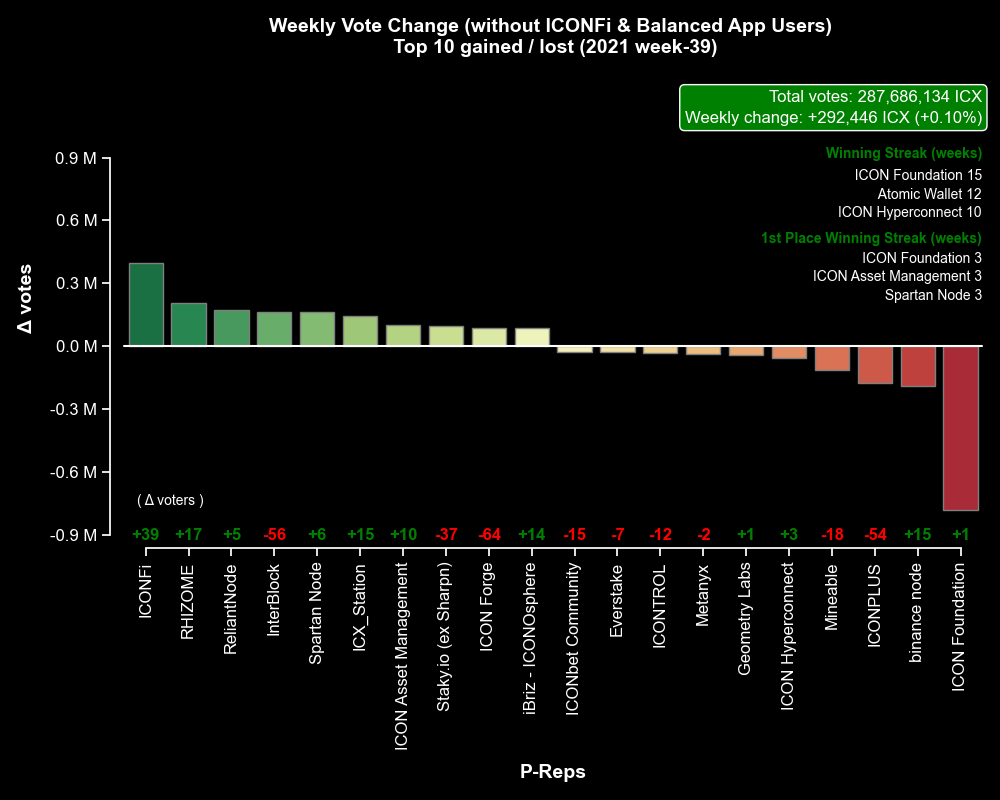 Weekly Vote Change (without ICONFi & Balanced App Users)
Top 10 gained / lost (2021 week-39)
Total votes: 287,686,134 ICX
Weekly change: +292,446 ICX (+0.10%)
Winning Streak (weeks)
ICON Foundation 15
Atomic Wallet 12
ICON Hyperconnect 10
1st Place Winning Streak (weeks)
ICON Foundation 3
ICON Asset Management 3
Spartan Node 3
Δ votes
0.9 M
0.6 M
0.3 M
0.0 M
-0.3 M
-0.6 M
-0.9 M
( Δ voters )
+39 +17 +5 -56 +6 +15 +10 -37 -64 +14 -15 -7 -12 -2 +1 +3 -18 -54 +15 +1
ICONFi
RHIZOME
ReliantNode
InterBlock
Spartan Node
ICX_Station
ICON Asset Management
Staky.io (ex Sharpn)
ICON Forge
iBriz - ICONOsphere
ICONbet Community
Everstake
ICONTROL
Metanyx
Geometry Labs
ICON Hyperconnect
Mineable
ICONPLUS
binance node
ICON Foundation
P-Reps